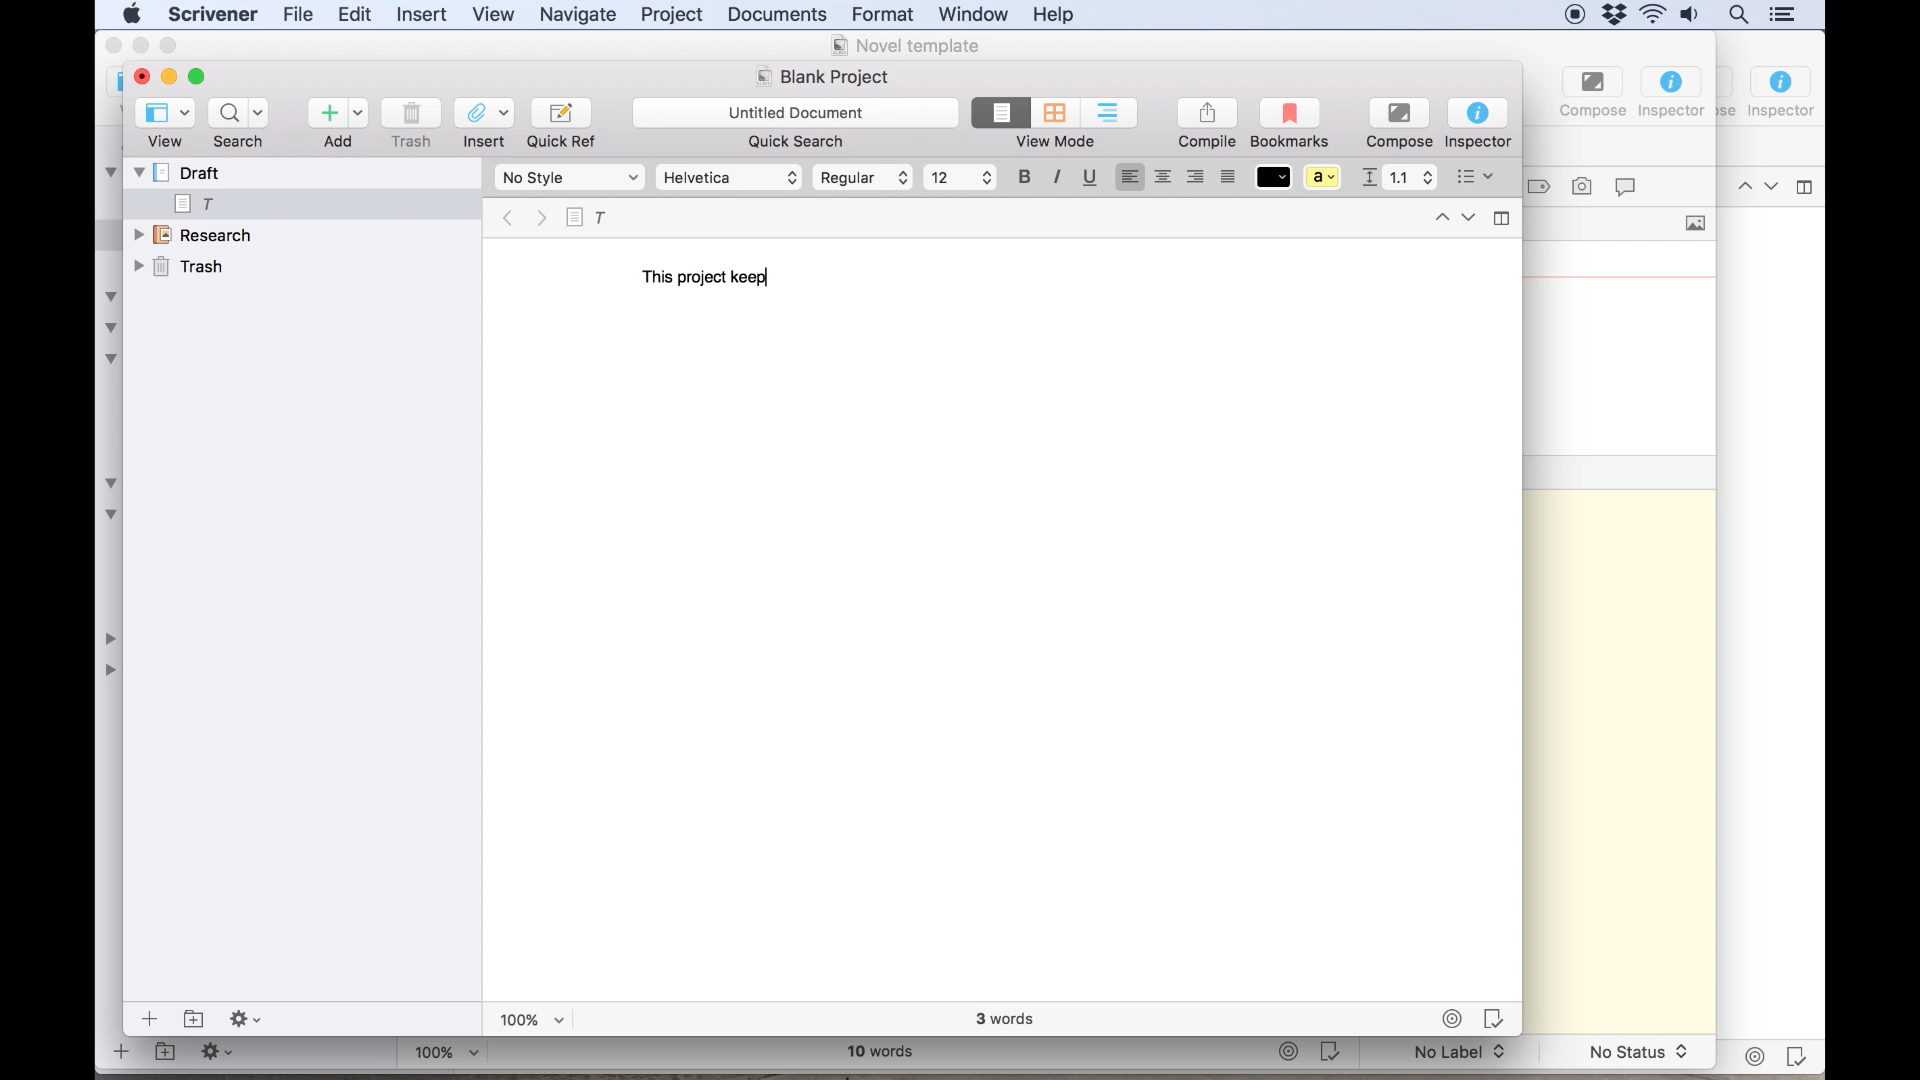 Scrivener File Edit Insert View Navigate Project Documents Format Window Help
Novel template
Blank Project
Untitled Document
View Search Add Trash Insert Quick Ref Quick Search View Mode Compile Bookmarks Compose Inspector
Compose Inspector ose Inspector
Draft
No Style Helvetica Regular 12 B I U a 1.1
T
T
Research
Trash
This project keep
100% 3 words
100% 10 words No Label No Status